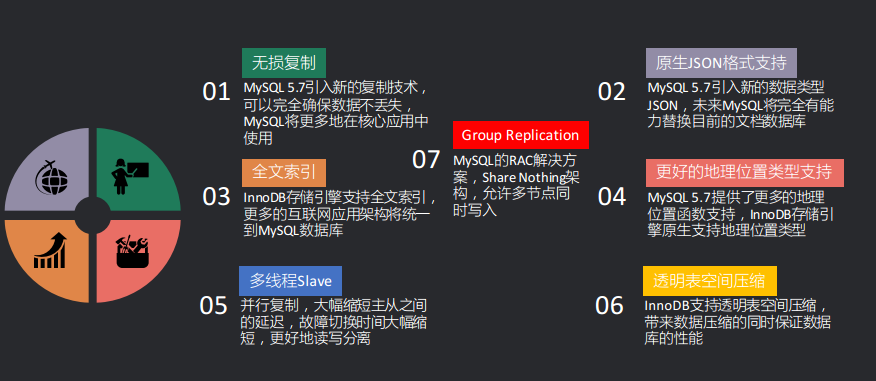 01
无损复制
MySQL 5.7引入新的复制技术，
可以完全确保数据不丢失，
MySQL将更多地在核心应用中
使用
02
原生JSON格式支持
MySQL 5.7引入新的数据类型
JSON，未来MySQL将完全有能
力替换目前的文档数据库
03
全文索引
InnoDB存储引擎支持全文索引，
更多的互联网应用架构将统一
到MySQL数据库
07
Group Replication
MySQL的RAC解决方
案，Share Nothing架
构，允许多节点同
时写入
04
更好的地理位置类型支持
MySQL 5.7提供了更多的地理
位置函数支持，InnoDB存储引
擎原生支持地理位置类型
05
多线程Slave
并行复制，大幅缩短主从之间
的延迟，故障切换时间大幅缩
短，更好地读写分离
06
透明表空间压缩
InnoDB支持透明表空间压缩，
带来数据压缩的同时保证数据
库的性能